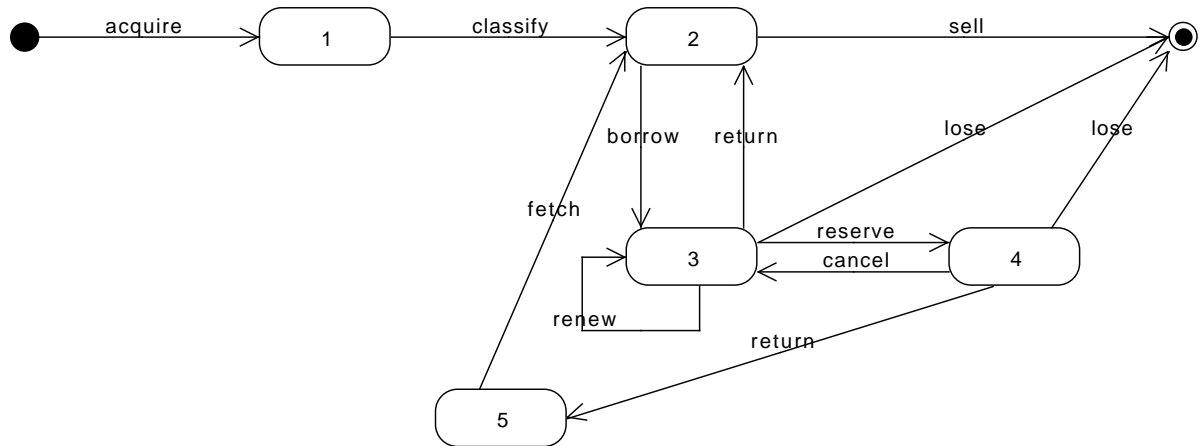 acquire
1
classify
2
sell
borrow
return
lose
lose
fetch
3
reserve
cancel
4
renew
return
5